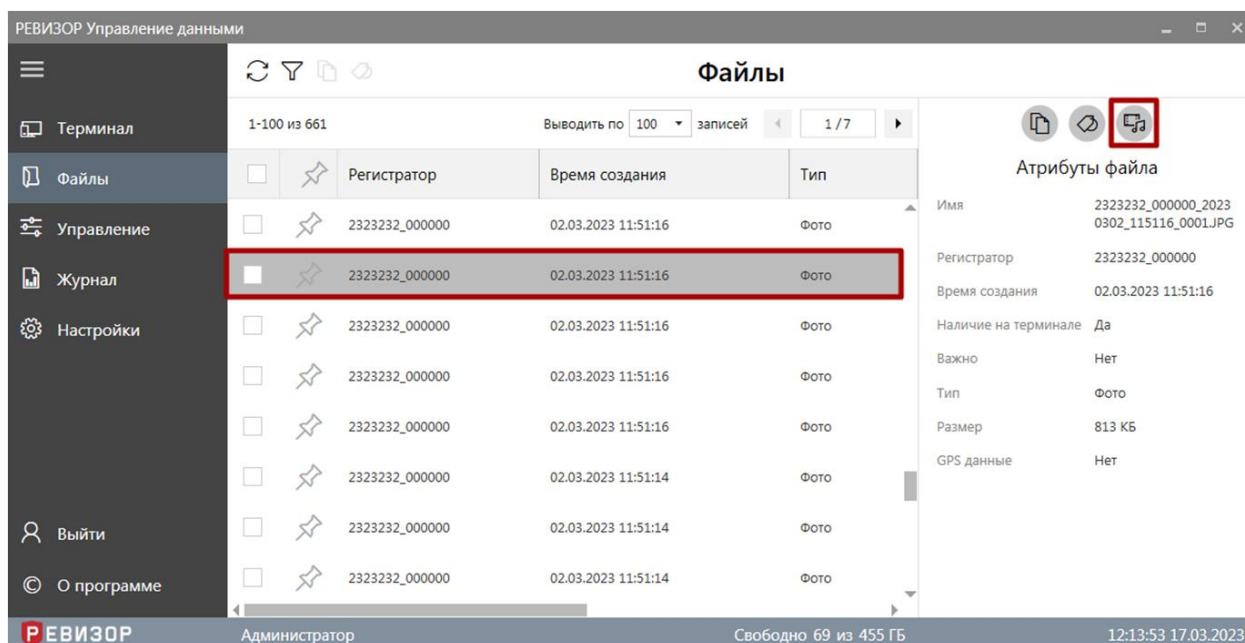 РЕВИЗОР Управление данными
Файлы
Терминал
Файлы
Управление
Журнал
Настройки
Выйти
О программе
1-100 из 661
Выводить по 100 записей
1/7
Регистратор Время создания Тип
2323232_000000 02.03.2023 11:51:16 Фото
2323232_000000 02.03.2023 11:51:16 Фото
2323232_000000 02.03.2023 11:51:16 Фото
2323232_000000 02.03.2023 11:51:16 Фото
2323232_000000 02.03.2023 11:51:16 Фото
2323232_000000 02.03.2023 11:51:14 Фото
2323232_000000 02.03.2023 11:51:14 Фото
2323232_000000 02.03.2023 11:51:14 Фото
Атрибуты файла
Имя 2323232_000000_2023
0302_115116_0001.JPG
Регистратор 2323232_000000
Время создания 02.03.2023 11:51:16
Наличие на терминале Да
Важно Нет
Тип Фото
Размер 813 КБ
GPS данные Нет
РЕВИЗОР
Администратор
Свободно 69 из 455 ГБ
12:13:53 17.03.2023